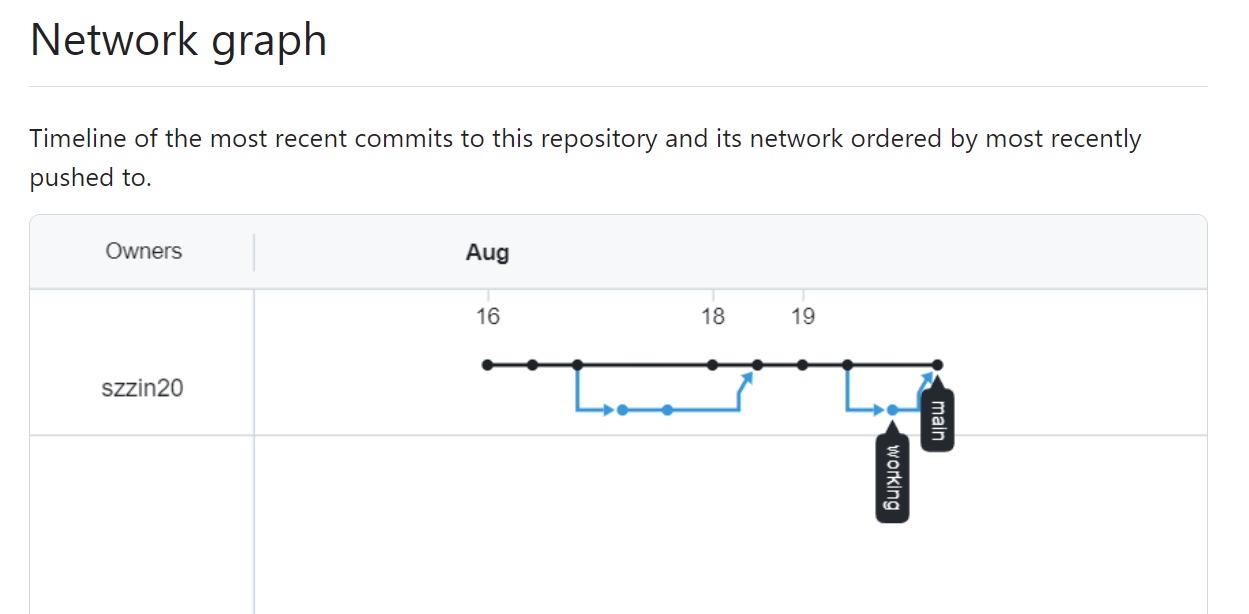 Network graph
Timeline of the most recent commits to this repository and its network ordered by most recently
pushed to.
Owners
Aug
16
18
19
szzin20
main
working